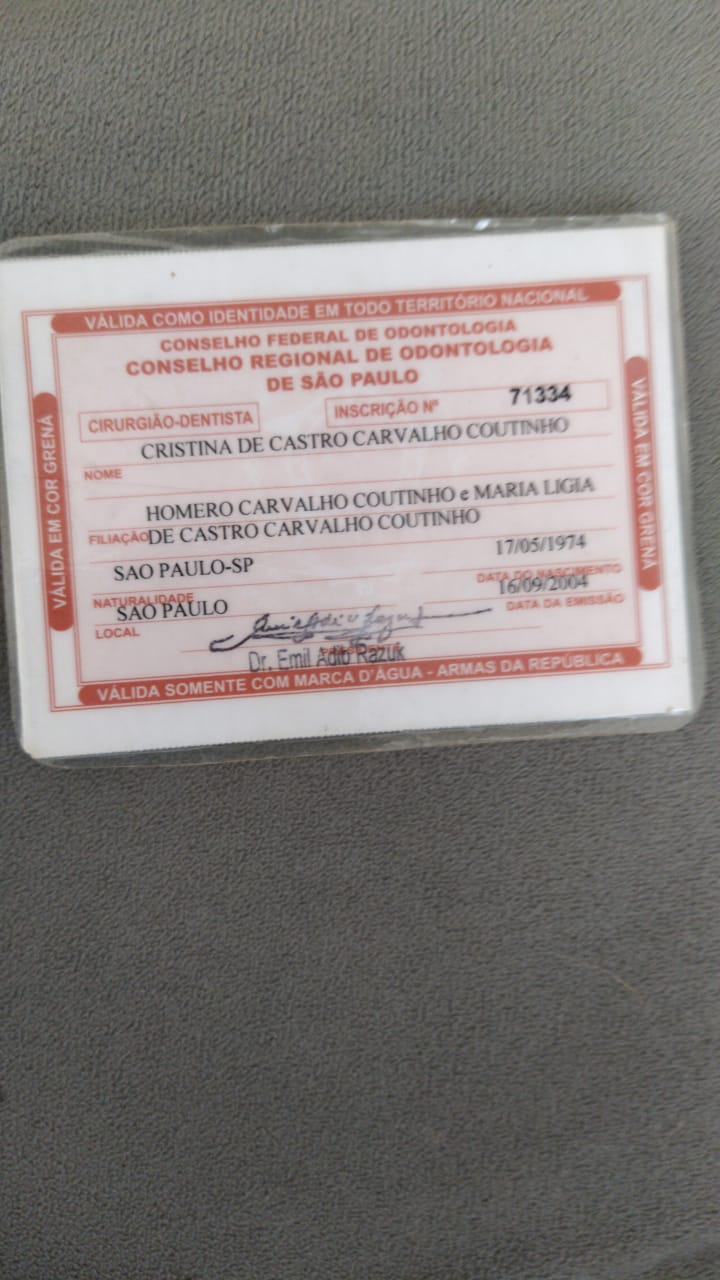 VÁLIDA COMO IDENTIDADE EM TODO TERRITÓRIO NACIONAL
CONSELHO FEDERAL DE ODONTOLOGIA
CONSELHO REGIONAL DE ODONTOLOGIA
DE SÃO PAULO
CIRURGIÃO-DENTISTA
INSCRIÇÃO Nº 71334
CRISTINA DE CASTRO CARVALHO COUTINHO
NOME
HOMERO CARVALHO COUTINHO e MARIA LIGIA
FILIAÇÃO DE CASTRO CARVALHO COUTINHO
SAO PAULO-SP 17/05/1974
NATURALIDADE DATA DO NASCIMENTO
SAO PAULO 16/09/2004
LOCAL DATA DA EMISSÃO
Dr. Emil Adib Razuk
VÁLIDA SOMENTE COM MARCA D'ÁGUA - ARMAS DA REPÚBLICA
VÁLIDA EM COR GRENÁ
VÁLIDA EM COR GRENÁ